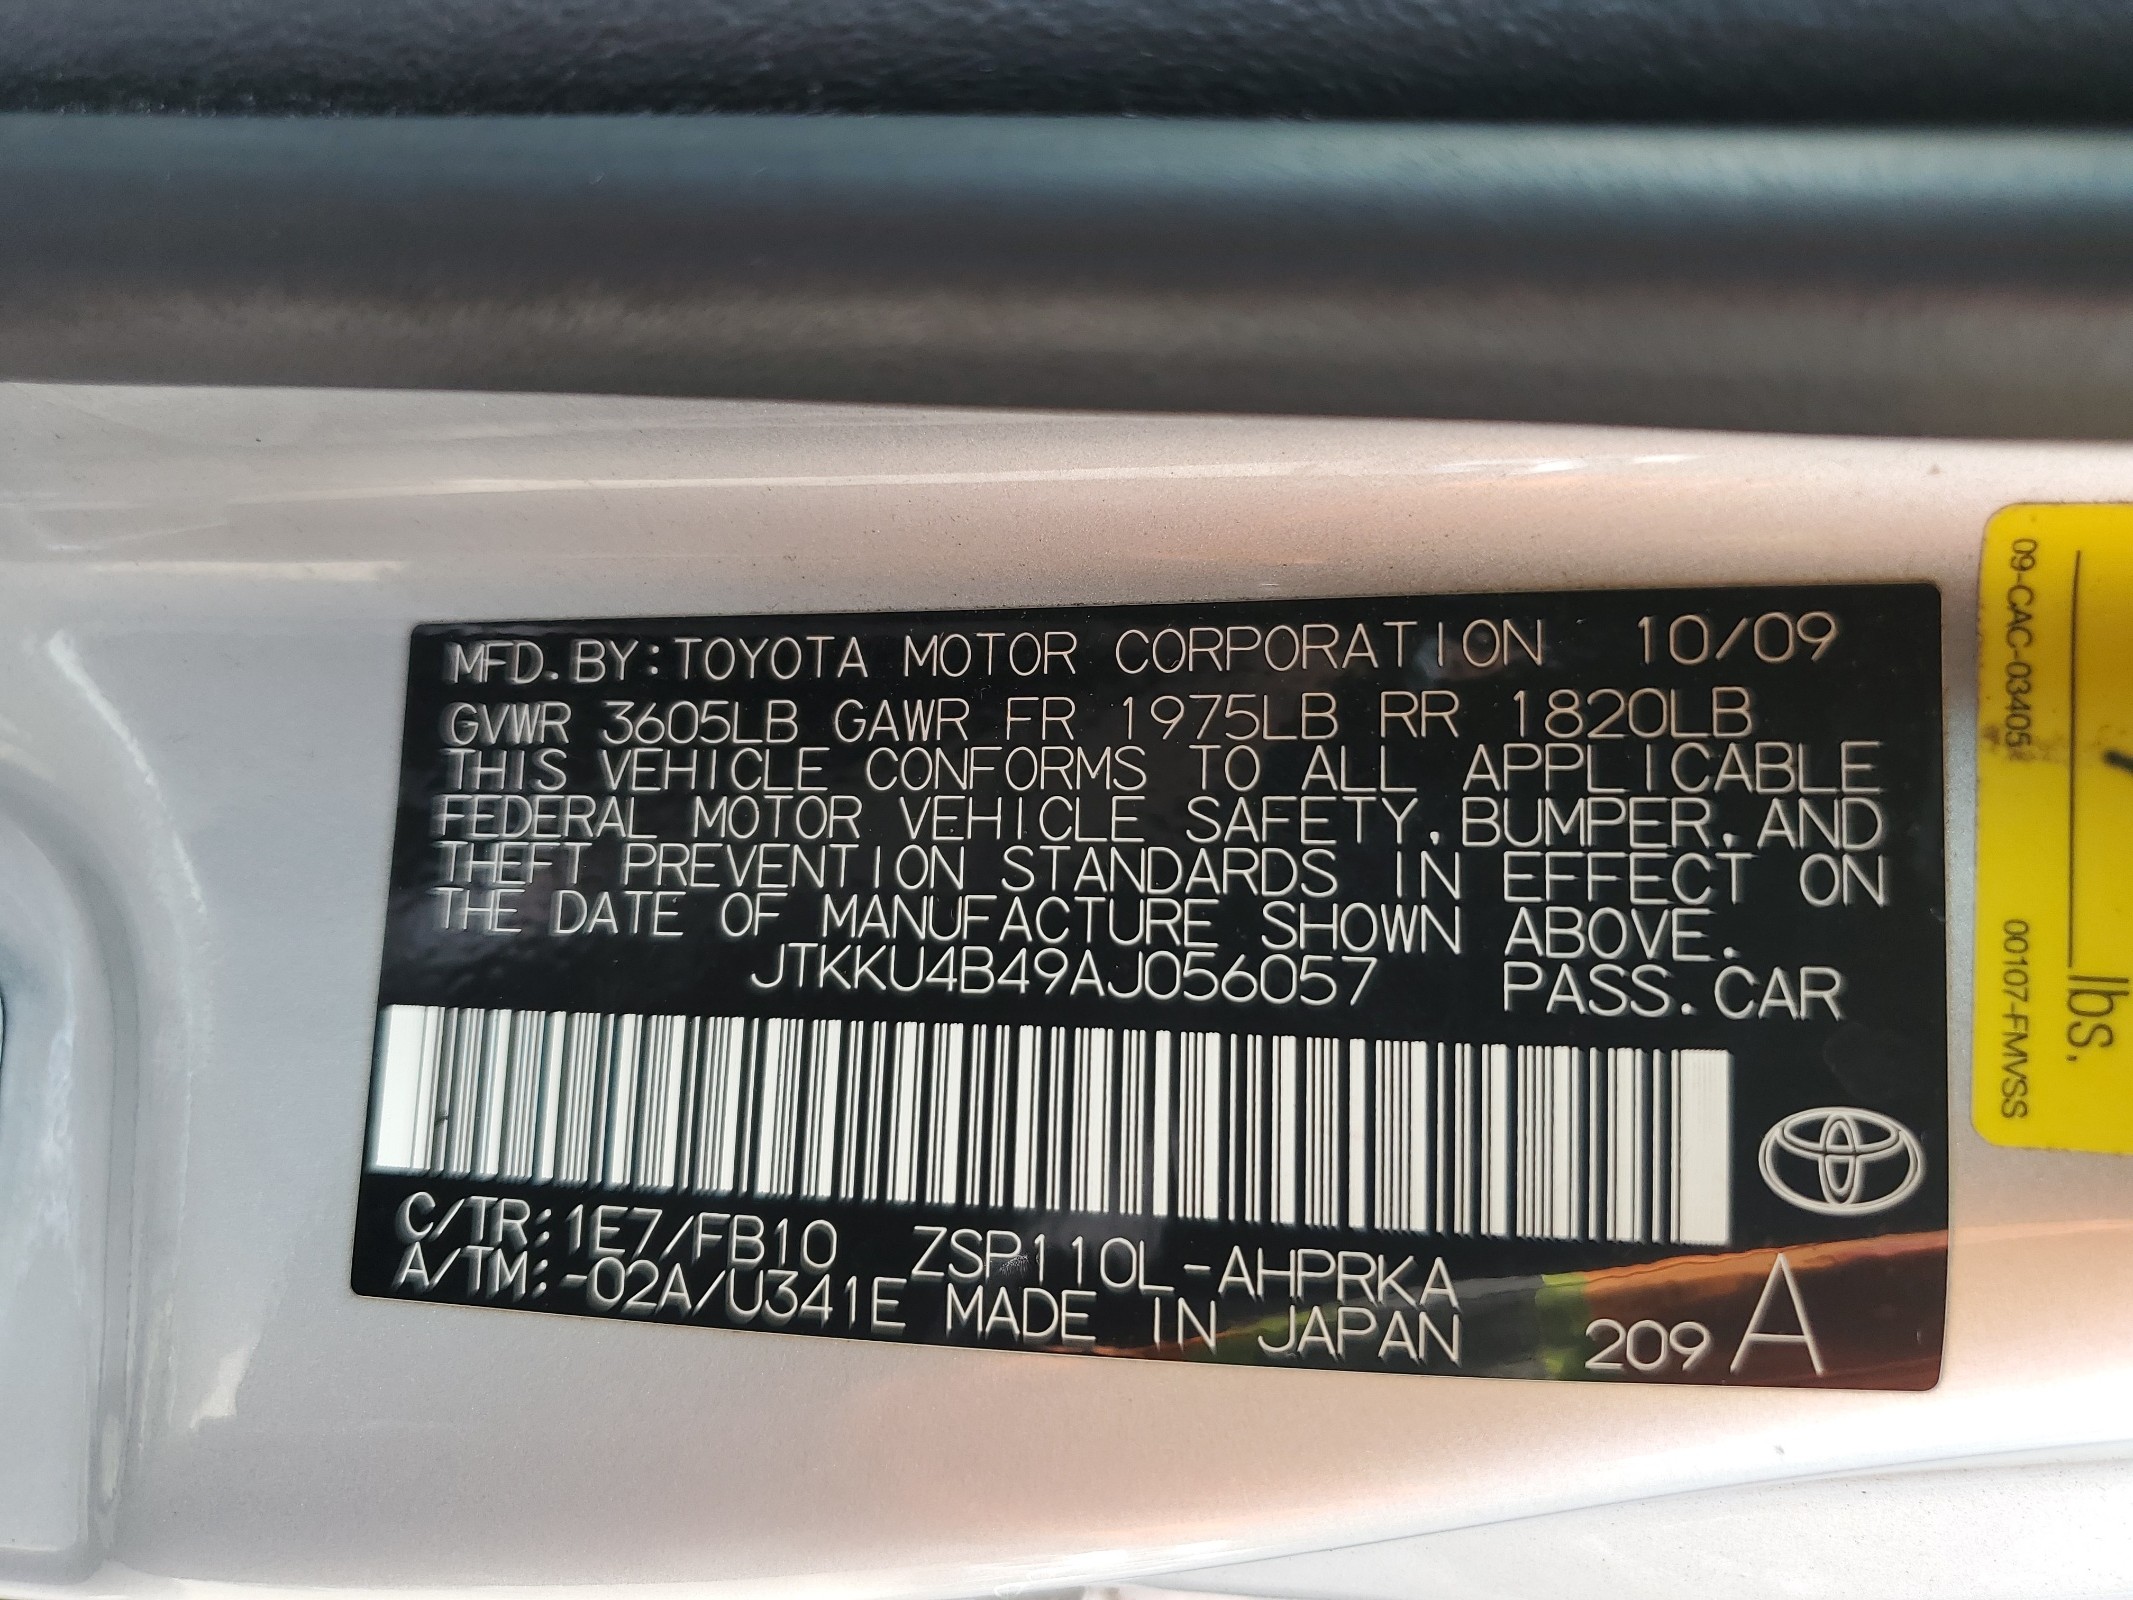 MFD. BY: TOYOTA MOTOR CORPORATION 10/09
GVWR 3605LB GAWR FR 1975LB RR 1820LB
THIS VEHICLE CONFORMS TO ALL APPLICABLE
FEDERAL MOTOR VEHICLE SAFETY, BUMPER, AND
THEFT PREVENTION STANDARDS IN EFFECT ON
THE DATE OF MANUFACTURE SHOWN ABOVE.
JTKKU4B49AJ056057 PASS. CAR
C/TR: 1E7/FB10 ZSP110L-AHPRKA
A/TM: -02A/U341E MADE IN JAPAN 209 A
09-CAC-03405
00107-FMVSS
lbs.